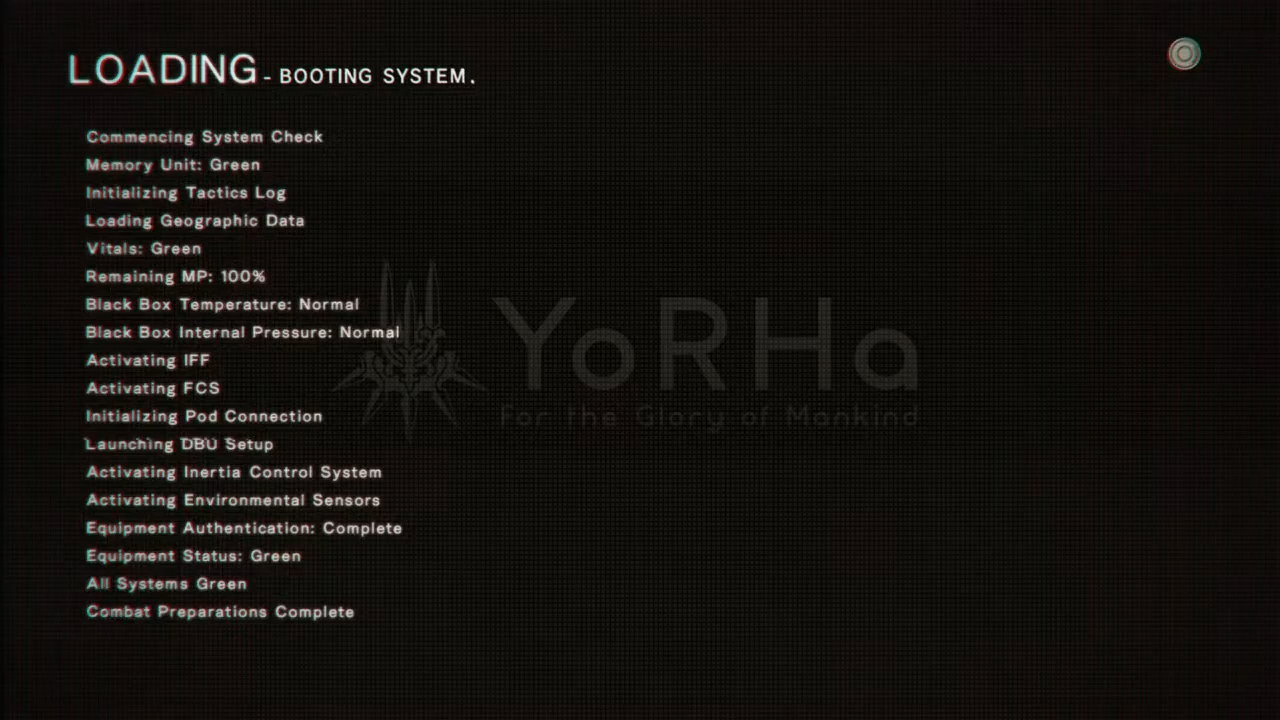 LOADING - BOOTING SYSTEM.
Commencing System Check
Memory Unit: Green
Initializing Tactics Log
Loading Geographic Data
Vitals: Green
Remaining MP: 100%
Black Box Temperature: Normal
Black Box Internal Pressure: Normal
Activating IFF
Activating FCS
Initializing Pod Connection
Launching DBU Setup
Activating Inertia Control System
Activating Environmental Sensors
Equipment Authentication: Complete
Equipment Status: Green
All Systems Green
Combat Preparations Complete
YoRHa
For the Glory of Mankind